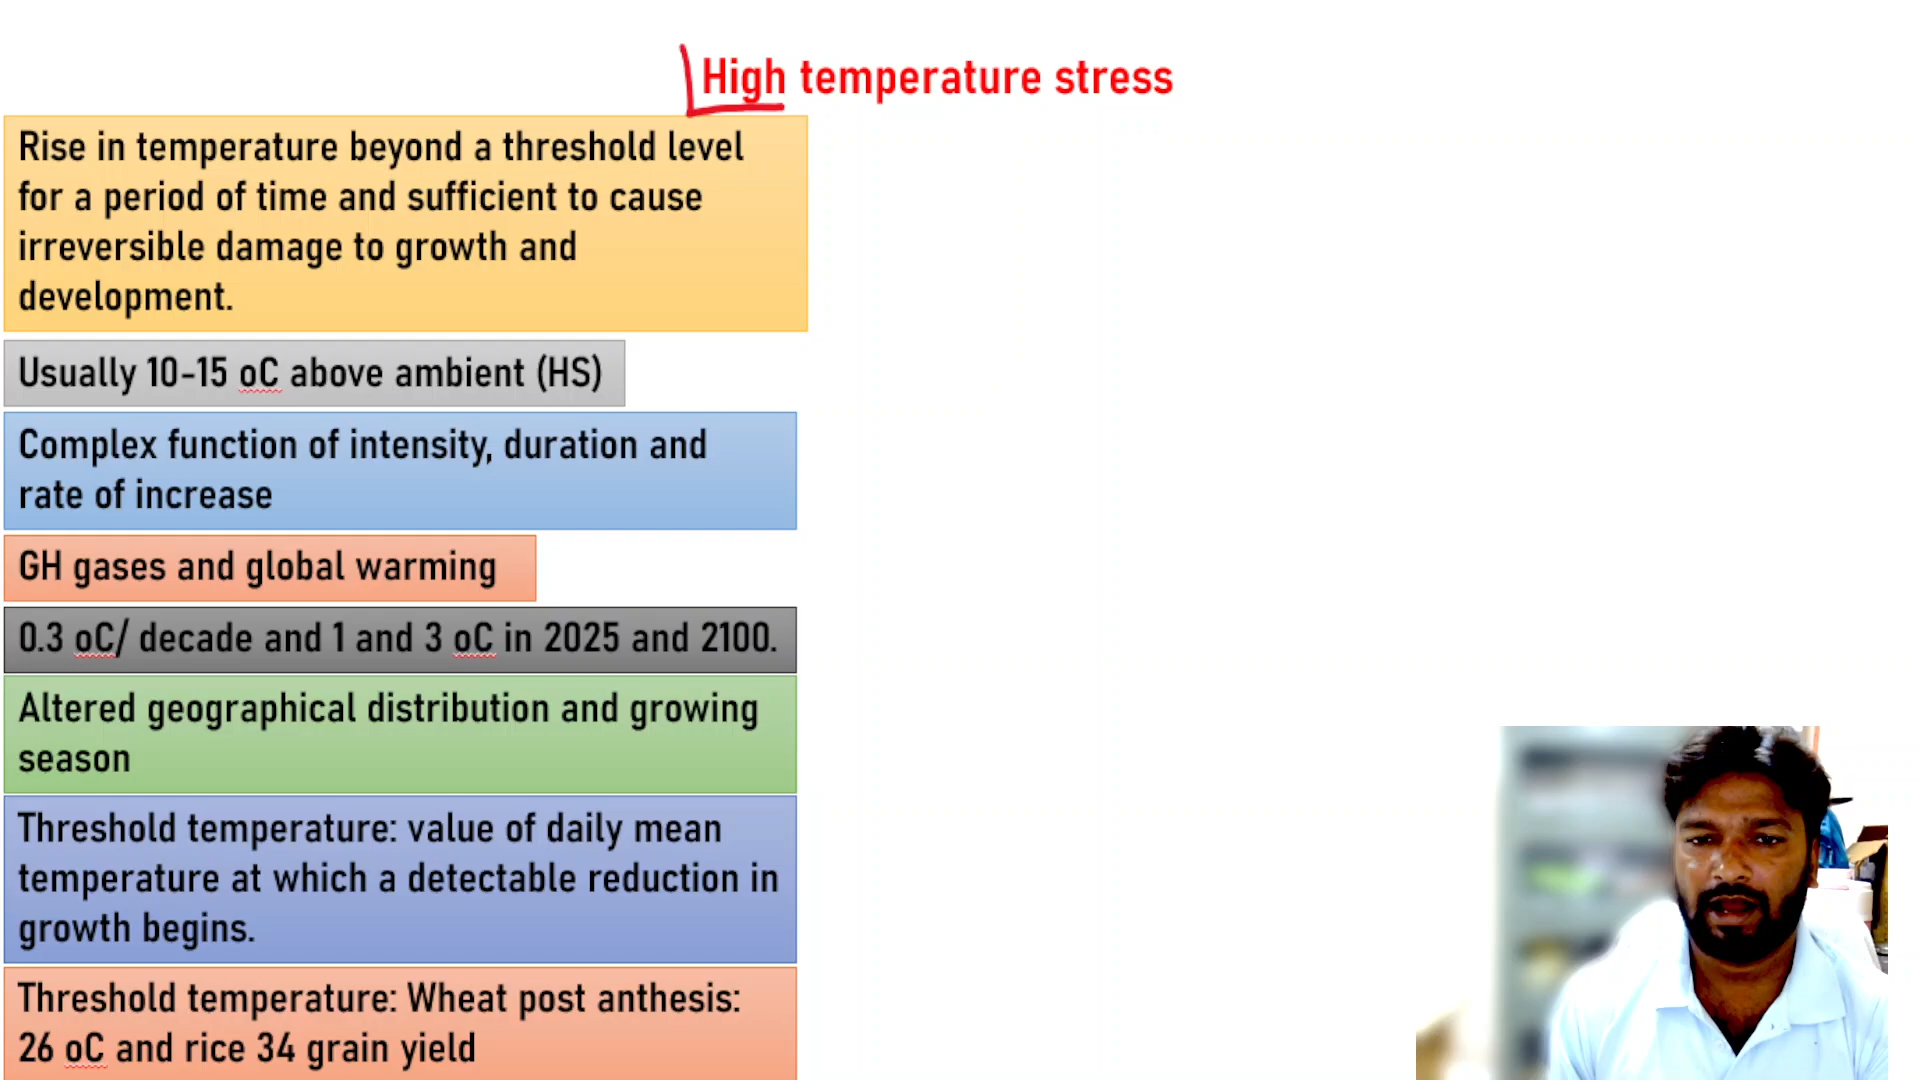 High temperature stress
Rise in temperature beyond a threshold level
for a period of time and sufficient to cause
irreversible damage to growth and
development.
Usually 10-15 oC above ambient (HS)
Complex function of intensity, duration and
rate of increase
GH gases and global warming
0.3 oC/ decade and 1 and 3 oC in 2025 and 2100.
Altered geographical distribution and growing
season
Threshold temperature: value of daily mean
temperature at which a detectable reduction in
growth begins.
Threshold temperature: Wheat post anthesis:
26 oC and rice 34 grain yield